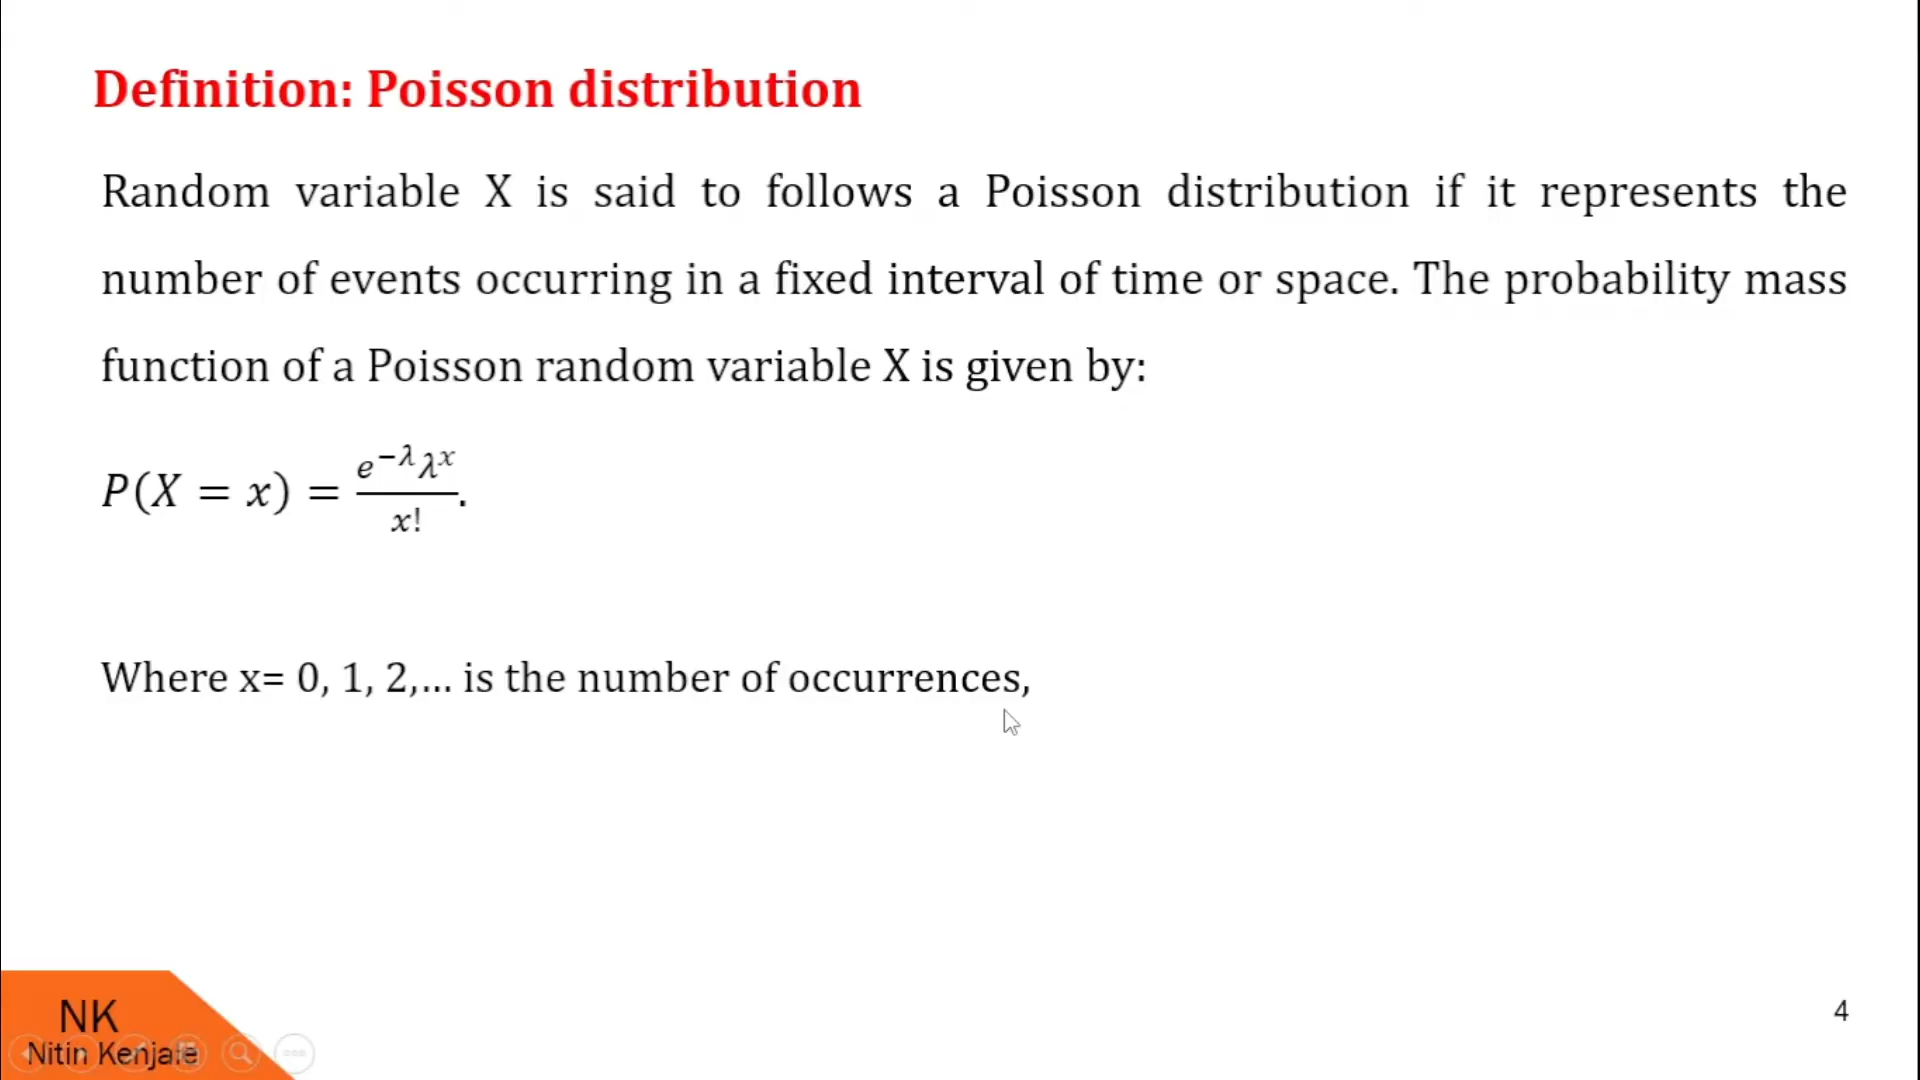 Definition: Poisson distribution
Random variable X is said to follows a Poisson distribution if it represents the
number of events occurring in a fixed interval of time or space. The probability mass
function of a Poisson random variable X is given by:
P(X = x) = \frac{e^{-λ} λ^x}{x!}.
Where x= 0, 1, 2,... is the number of occurrences,
NK
Nitin Kenjale
4